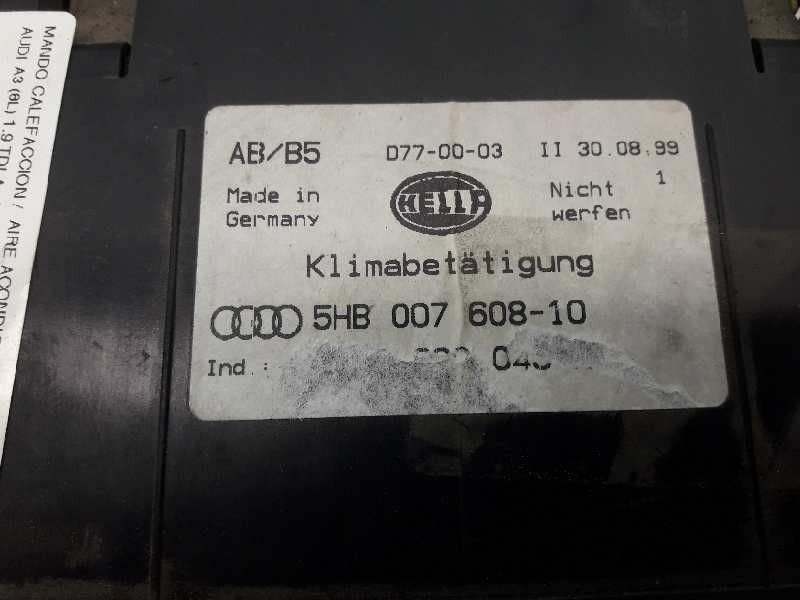 AB/B5 D77-00-03 II 30.08.99
Made in Germany
HELLA
Nicht werfen 1
Klimabetätigung
5HB 007 608-10
Ind.:
MANDO CALEFACCION / AIRE
AUDI A3 (8L) 1.9 TDI